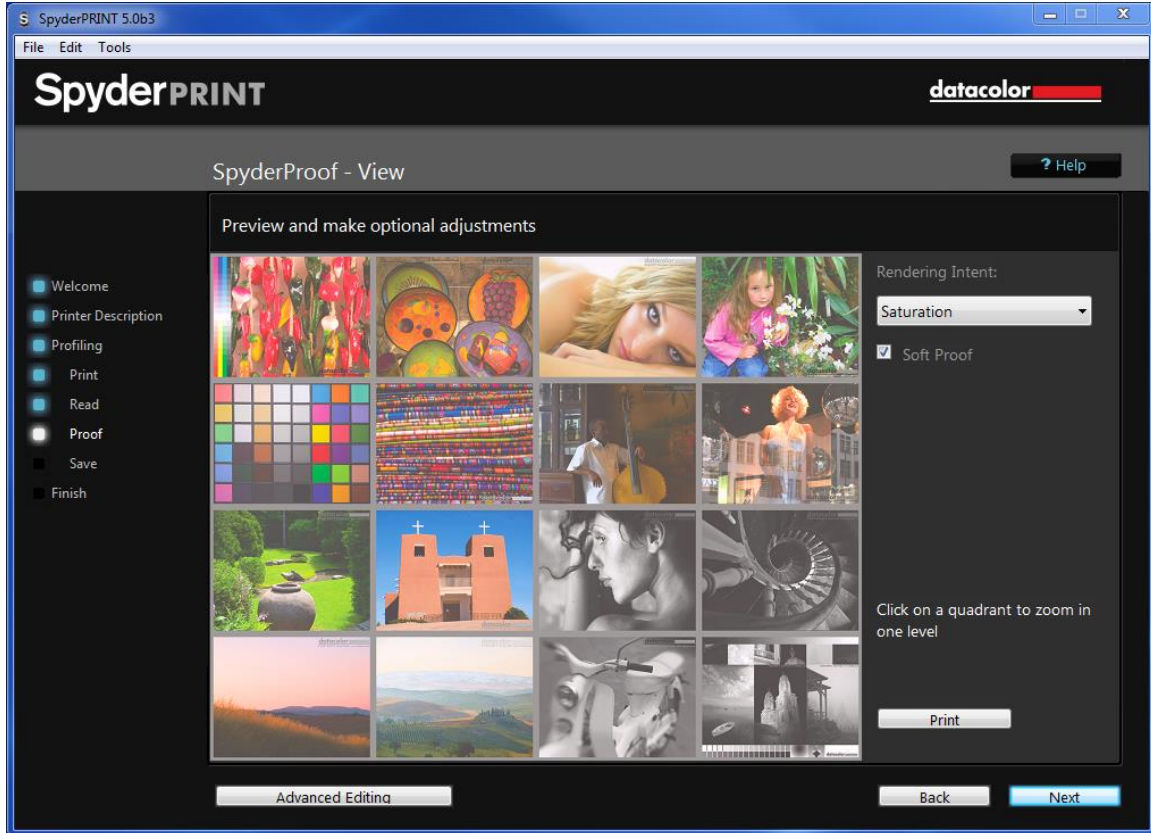 SpyderPRINT 5.0b3
File Edit Tools
SpyderPRINT
datacolor
SpyderProof - View
? Help
Preview and make optional adjustments
Welcome
Printer Description
Profiling
Print
Read
Proof
Save
Finish
Rendering Intent:
Saturation
Soft Proof
Click on a quadrant to zoom in
one level
Print
Advanced Editing
Back
Next